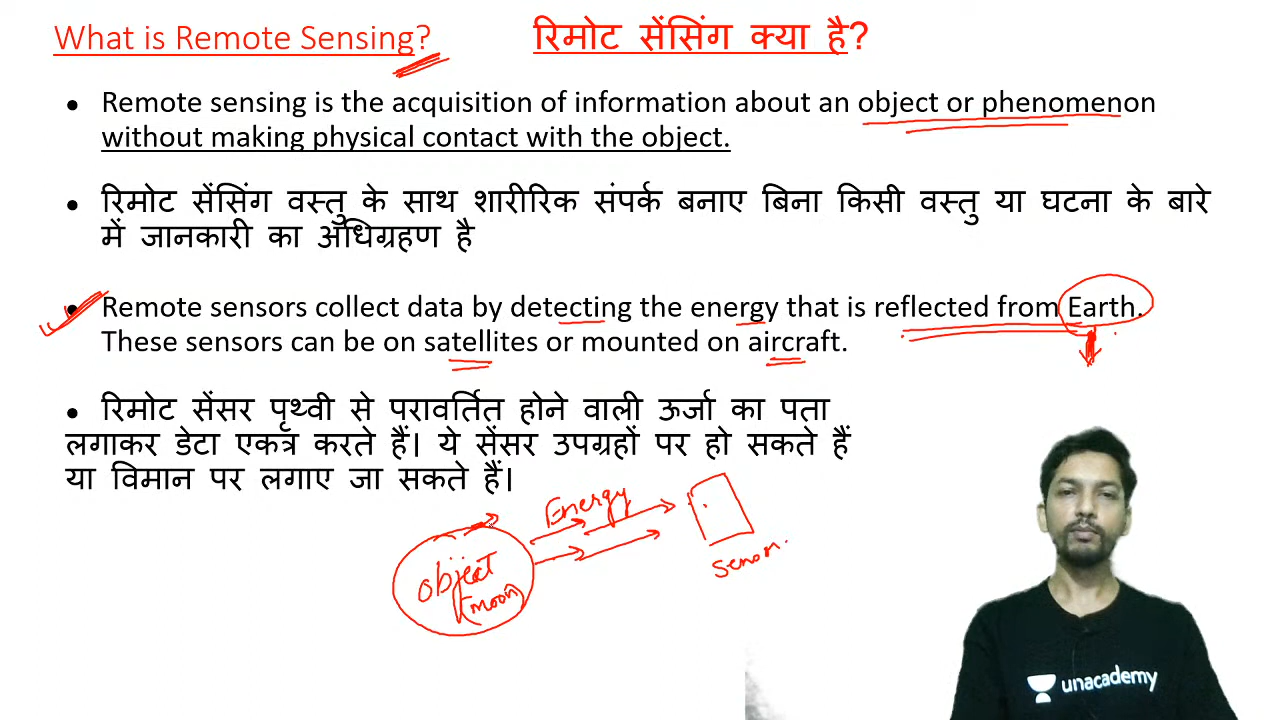 What is Remote Sensing?
रिमोट सेंसिंग क्या है?
• Remote sensing is the acquisition of information about an object or phenomenon
without making physical contact with the object.
• रिमोट सेंसिंग वस्तु के साथ शारीरिक संपर्क बनाए बिना किसी वस्तु या घटना के बारे
में जानकारी का अधिग्रहण है
• Remote sensors collect data by detecting the energy that is reflected from Earth.
These sensors can be on satellites or mounted on aircraft.
• रिमोट सेंसर पृथ्वी से परावर्तित होने वाली ऊर्जा का पता
लगाकर डेटा एकत्र करते हैं। ये सेंसर उपग्रहों पर हो सकते हैं
या विमान पर लगाए जा सकते हैं।
Energy
object
(moon)
unacademy